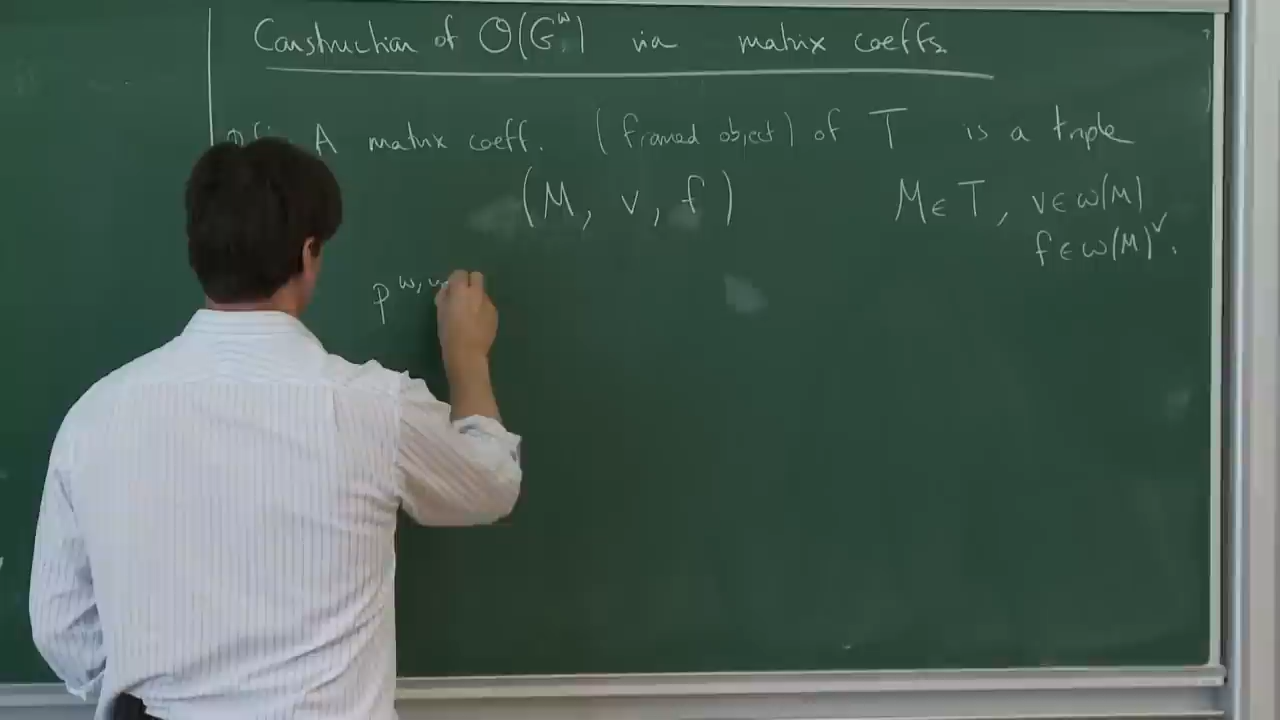 Construction of O(G^ω) via matrix coeffs.
A matrix coeff. (framed object) of T is a triple
(M, v, f) M ∈ T, v ∈ ω(M)
f ∈ ω(M)^∨.
P^ω,ω